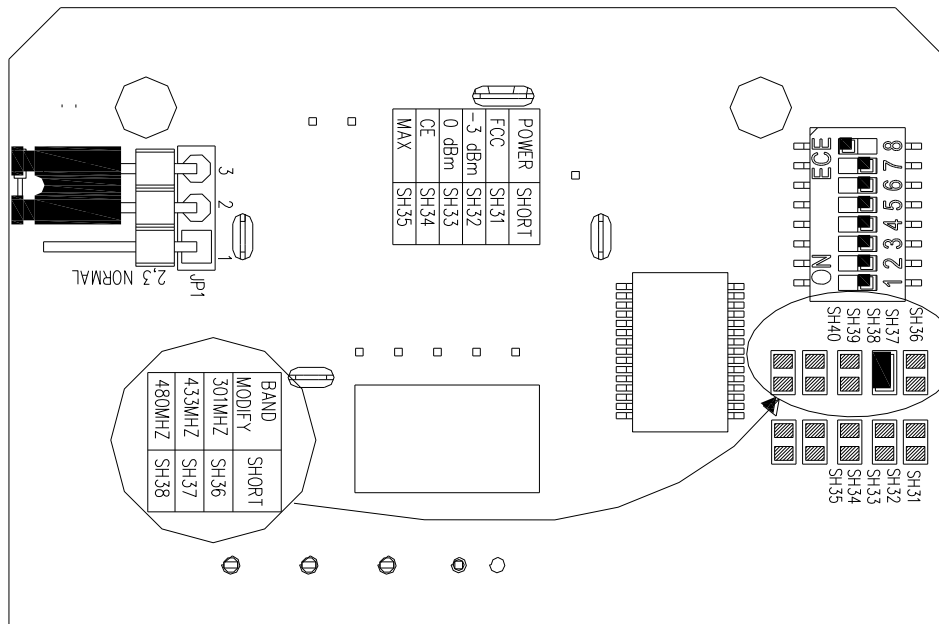 POWER SHORT
FCC SH31
-3 dBm SH32
0 dBm SH33
CE SH34
MAX SH35
3
2
1
JP1
2,3 NORMAL
ECE
ON
8
7
6
5
4
3
2
1
SH40
SH39
SH38
SH37
SH36
SH35
SH34
SH33
SH32
SH31
BAND MODIFY SHORT
301MHZ SH36
433MHZ SH37
480MHZ SH38